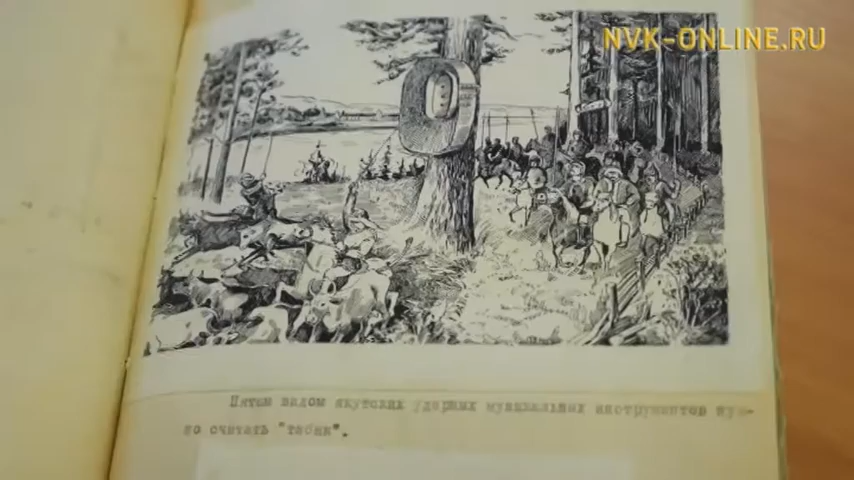 NVK-ONLINE.RU
Пятым видом якутских ударных музыкальных инструментов нуж-
но считать "табик".